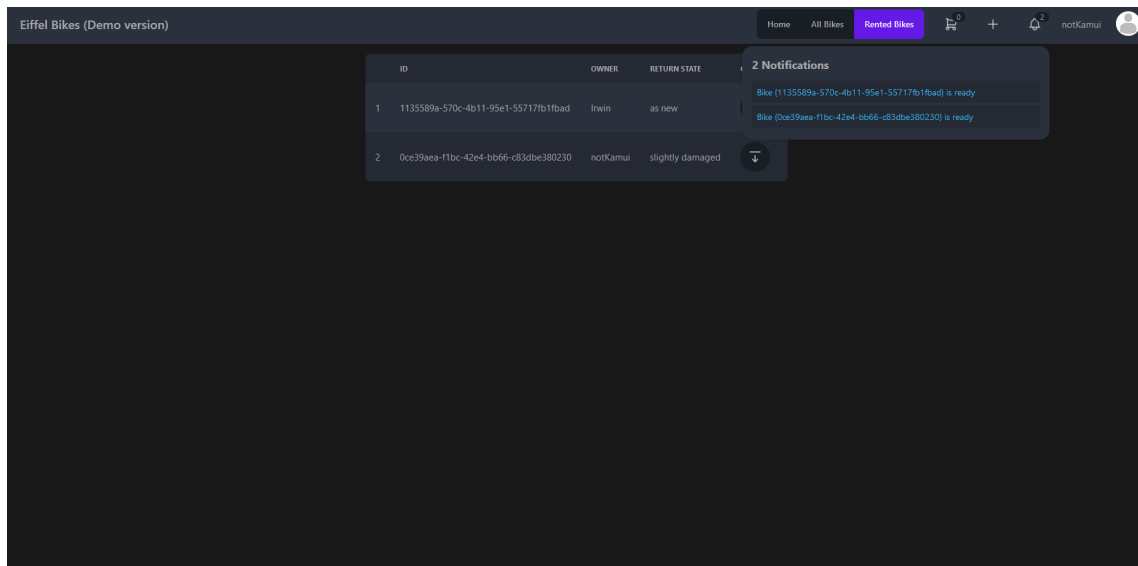 Eiffel Bikes (Demo version)
Home
All Bikes
Rented Bikes
0
2
notKamui
ID OWNER RETURN STATE
1 1135589a-570c-4b11-95e1-55717fb1fbad Irwin as new
2 0ce39aea-f1bc-42e4-bb66-c83dbe380230 notKamui slightly damaged
2 Notifications
Bike (1135589a-570c-4b11-95e1-55717fb1fbad) is ready
Bike (0ce39aea-f1bc-42e4-bb66-c83dbe380230) is ready